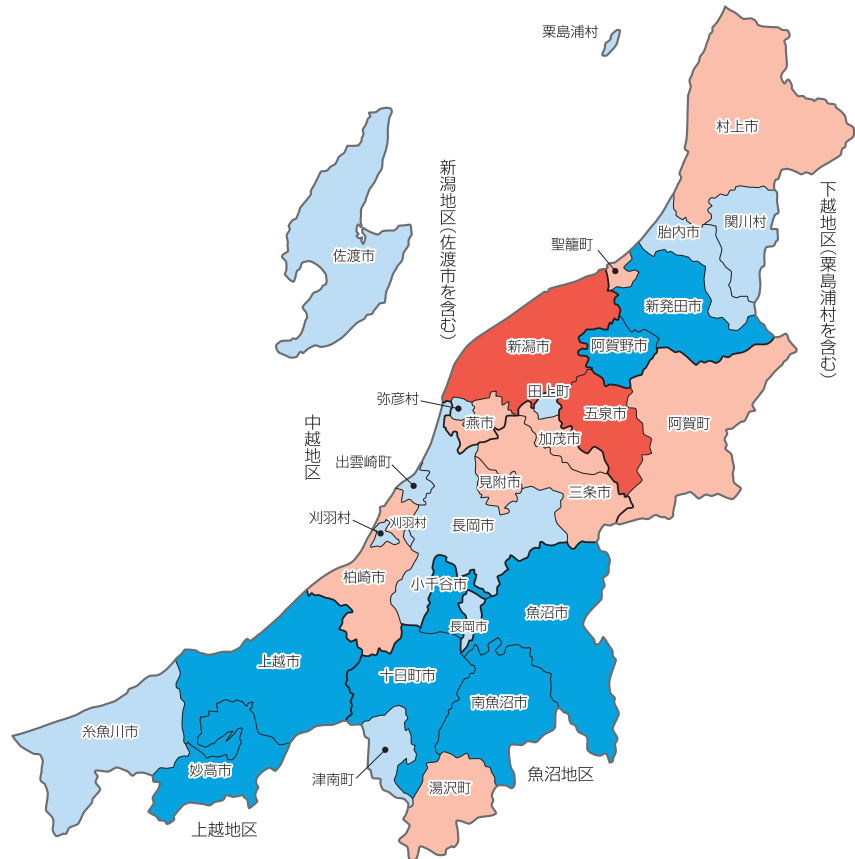 粟島浦村
村上市
新潟地区(佐渡市を含む)
下越地区(粟島浦村を含む)
関川村
胎内市
聖籠町
佐渡市
新発田市
新潟市
阿賀野市
田上町
弥彦村
五泉市
燕市
阿賀町
加茂市
中越地区
出雲崎町
見附市
三条市
刈羽村
刈羽村
長岡市
柏崎市
小千谷市
魚沼市
長岡市
上越市
十日町市
南魚沼市
糸魚川市
妙高市
津南町
魚沼地区
湯沢町
上越地区